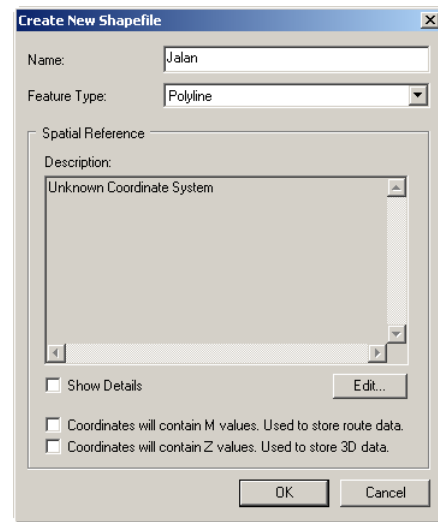 Create New Shapefile
Name: Jalan
Feature Type: Polyline
Spatial Reference
Description:
Unknown Coordinate System
Show Details Edit...
Coordinates will contain M values. Used to store route data.
Coordinates will contain Z values. Used to store 3D data.
OK Cancel